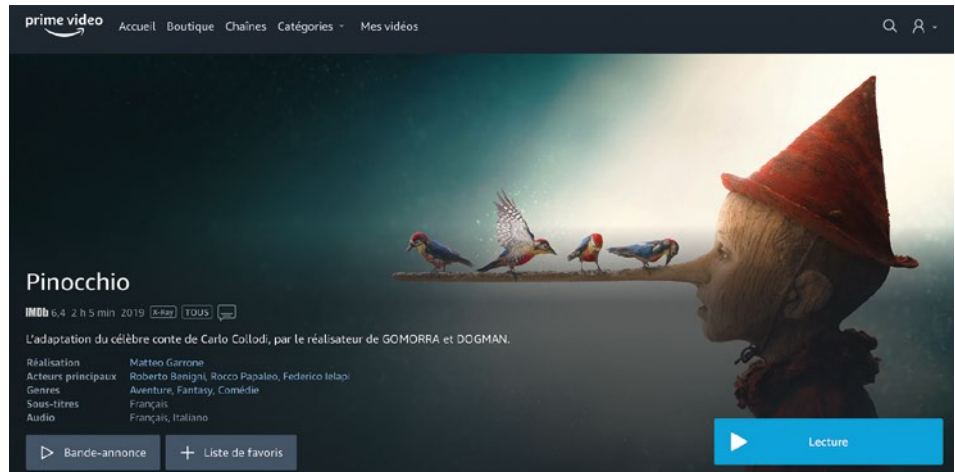 prime video Accueil Boutique Chaînes Catégories Mes vidéos
Pinocchio
IMDb 6,4 2 h 5 min 2019 X-Ray TOUS
L'adaptation du célèbre conte de Carlo Collodi, par le réalisateur de GOMORRA et DOGMAN.
Réalisation Matteo Garrone
Acteurs principaux Roberto Benigni, Rocco Papaleo, Federico Ielapi
Genres Aventure, Fantasy, Comédie
Sous-titres Français
Audio Français, Italiano
Bande-annonce Liste de favoris Lecture